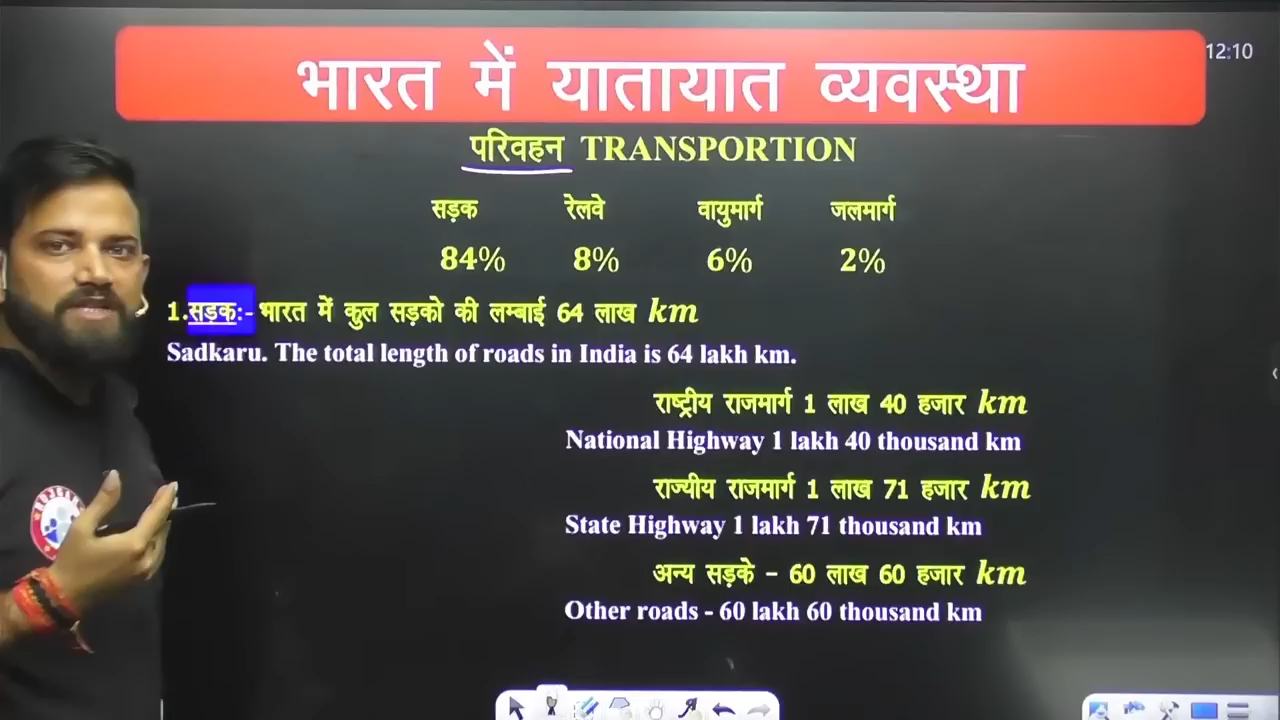 भारत में यातायात व्यवस्था
12:10
परिवहन TRANSPORTION
सड़क रेलवे वायुमार्ग जलमार्ग
84% 8% 6% 2%
1.सड़क:- भारत में कुल सड़को की लम्बाई 64 लाख km
Sadkaru. The total length of roads in India is 64 lakh km.
राष्ट्रीय राजमार्ग 1 लाख 40 हजार km
National Highway 1 lakh 40 thousand km
राज्यीय राजमार्ग 1 लाख 71 हजार km
State Highway 1 lakh 71 thousand km
अन्य सड़के - 60 लाख 60 हजार km
Other roads - 60 lakh 60 thousand km